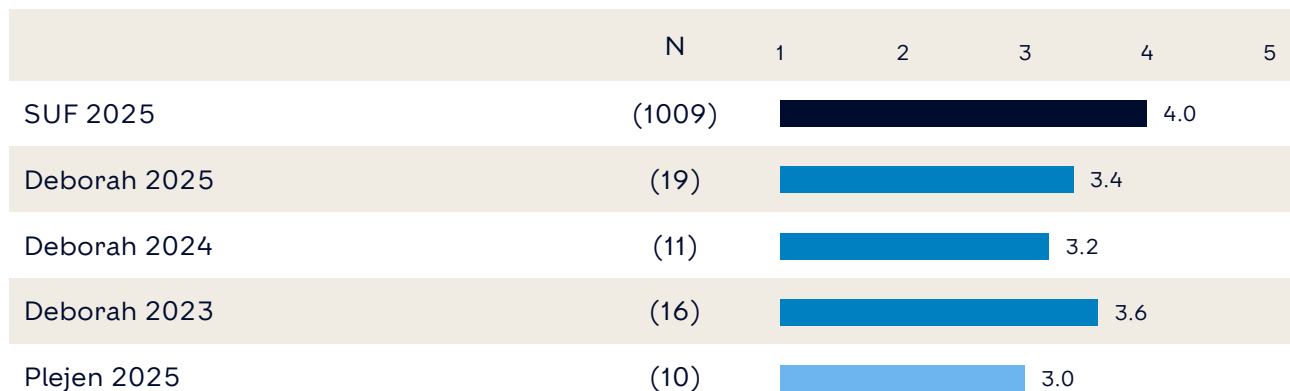 N 1 2 3 4 5
SUF 2025 (1009) 4.0
Deborah 2025 (19) 3.4
Deborah 2024 (11) 3.2
Deborah 2023 (16) 3.6
Plejen 2025 (10) 3.0